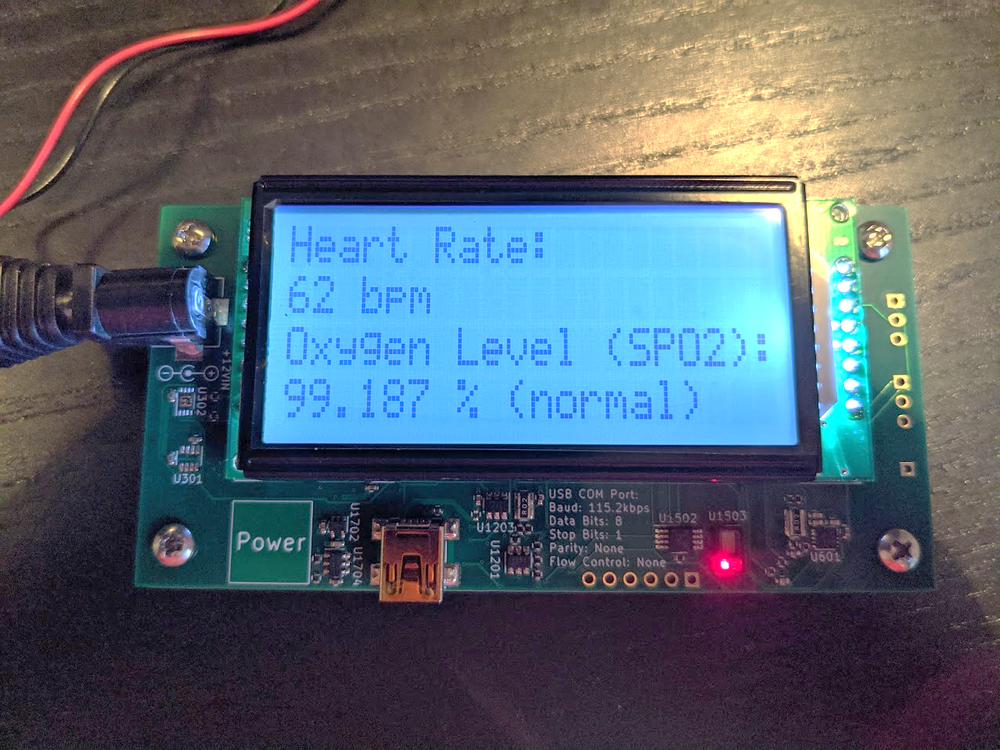 Heart Rate:
62 bpm
Oxygen Level (SPO2):
99.187 % (normal)
+12VIN
U302
U301
Power
U1702
U1704
U1203
R02
U1201
USB COM Port:
Baud: 115.2kbps
Data Bits: 8
Stop Bits: 1
Parity: None
Flow Control: None
U1502
U1503
U601